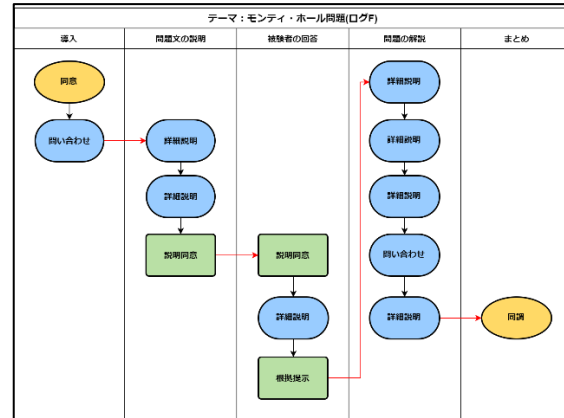 テーマ：モンティ・ホール問題(ログF)
導入
問題文の説明
被験者の回答
問題の解説
まとめ
同意
問い合わせ
詳細説明
詳細説明
説明同意
説明同意
詳細説明
根拠提示
詳細説明
詳細説明
詳細説明
問い合わせ
詳細説明
同調